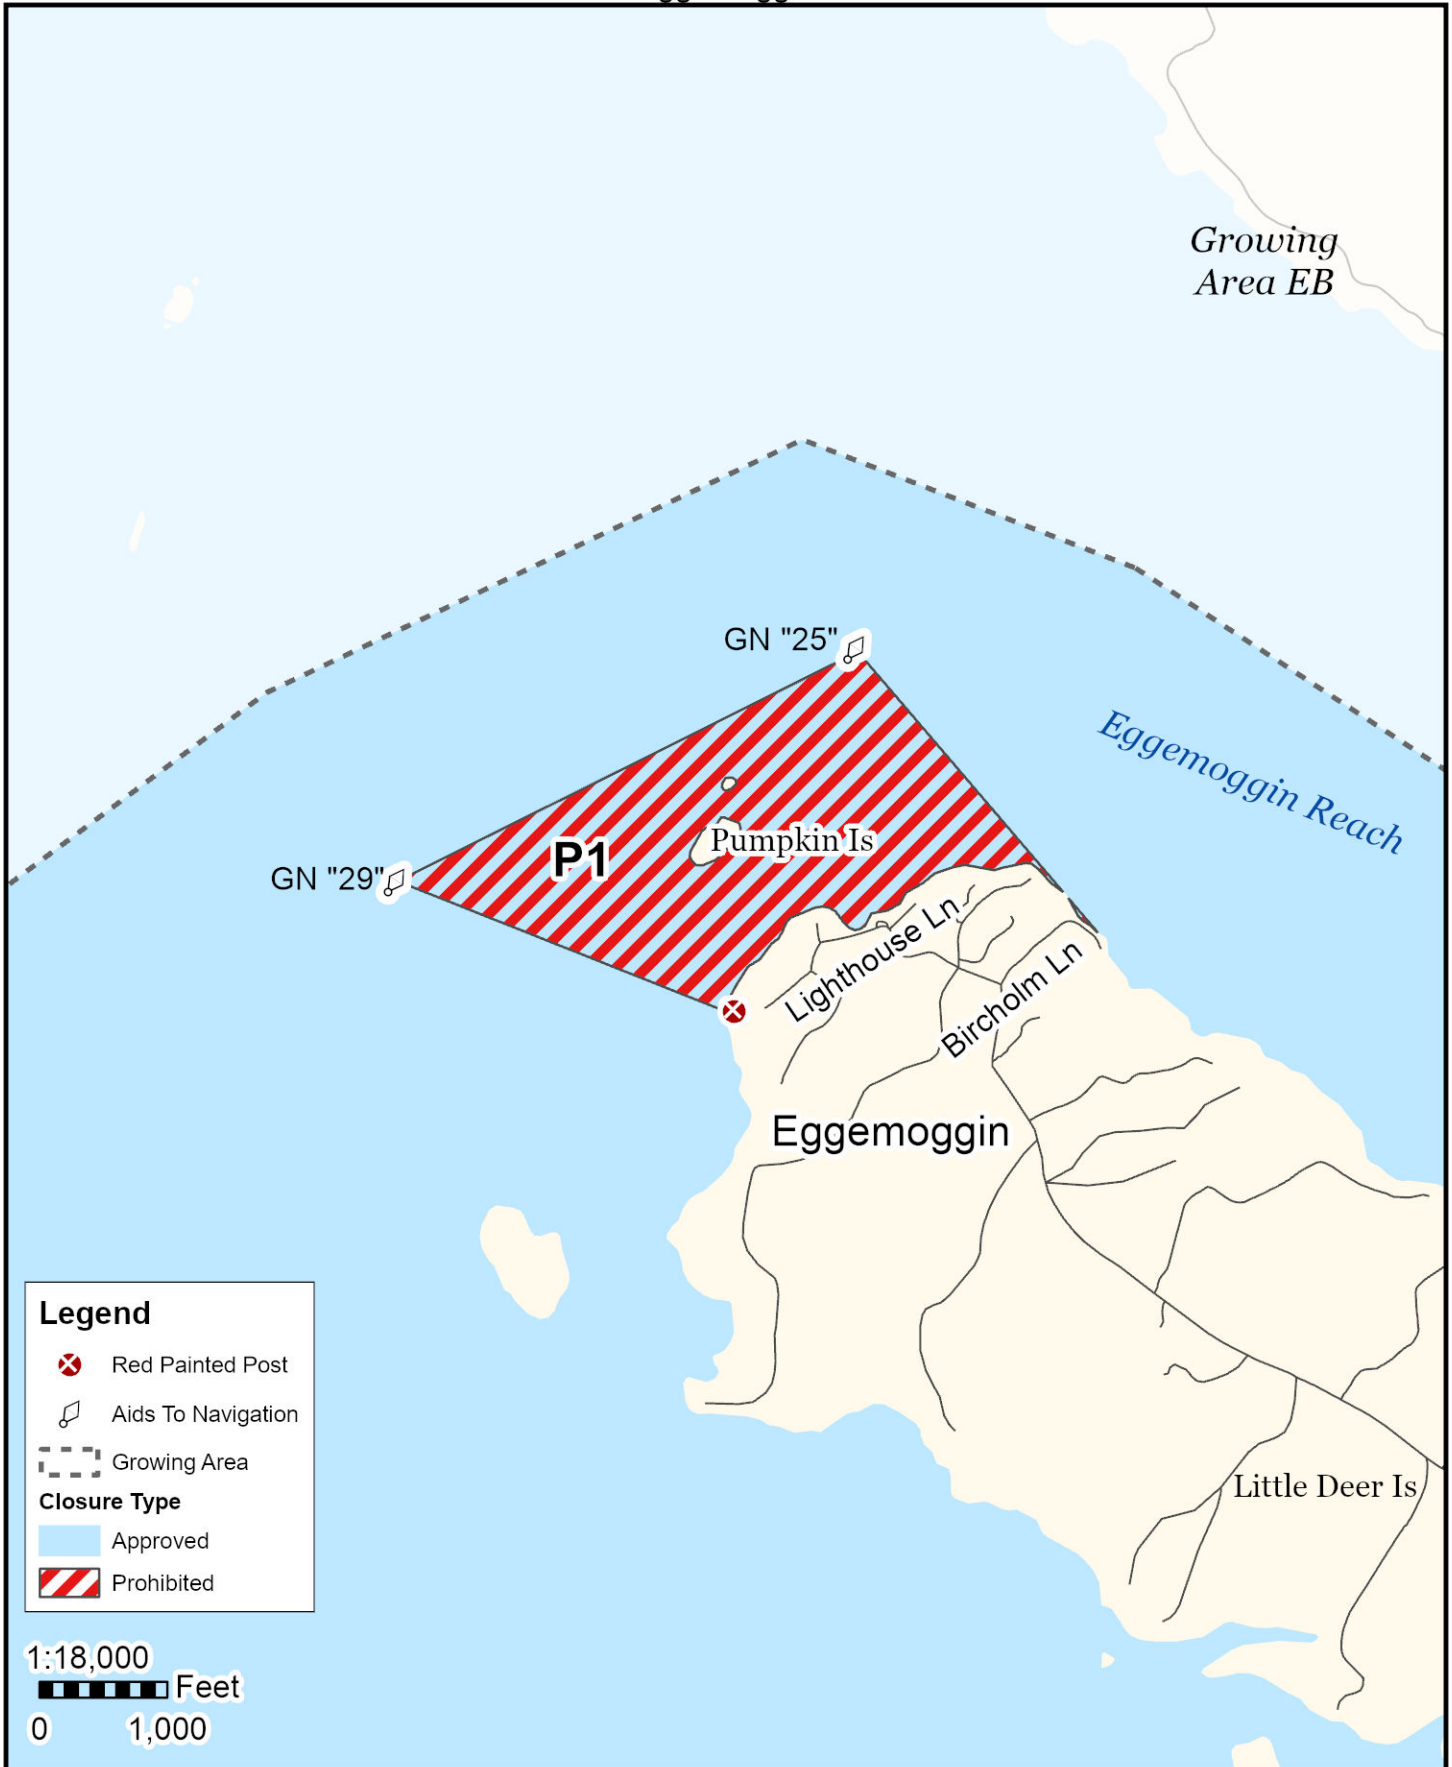 Growing
Area EB
GN "25"
Eggemoggin Reach
Pumpkin Is
P1
GN "29"
Lighthouse Ln
Bircholm Ln
Eggemoggin
Little Deer Is
Legend
Red Painted Post
Aids To Navigation
Growing Area
Closure Type
Approved
Prohibited
1:18,000
Feet
0 1,000